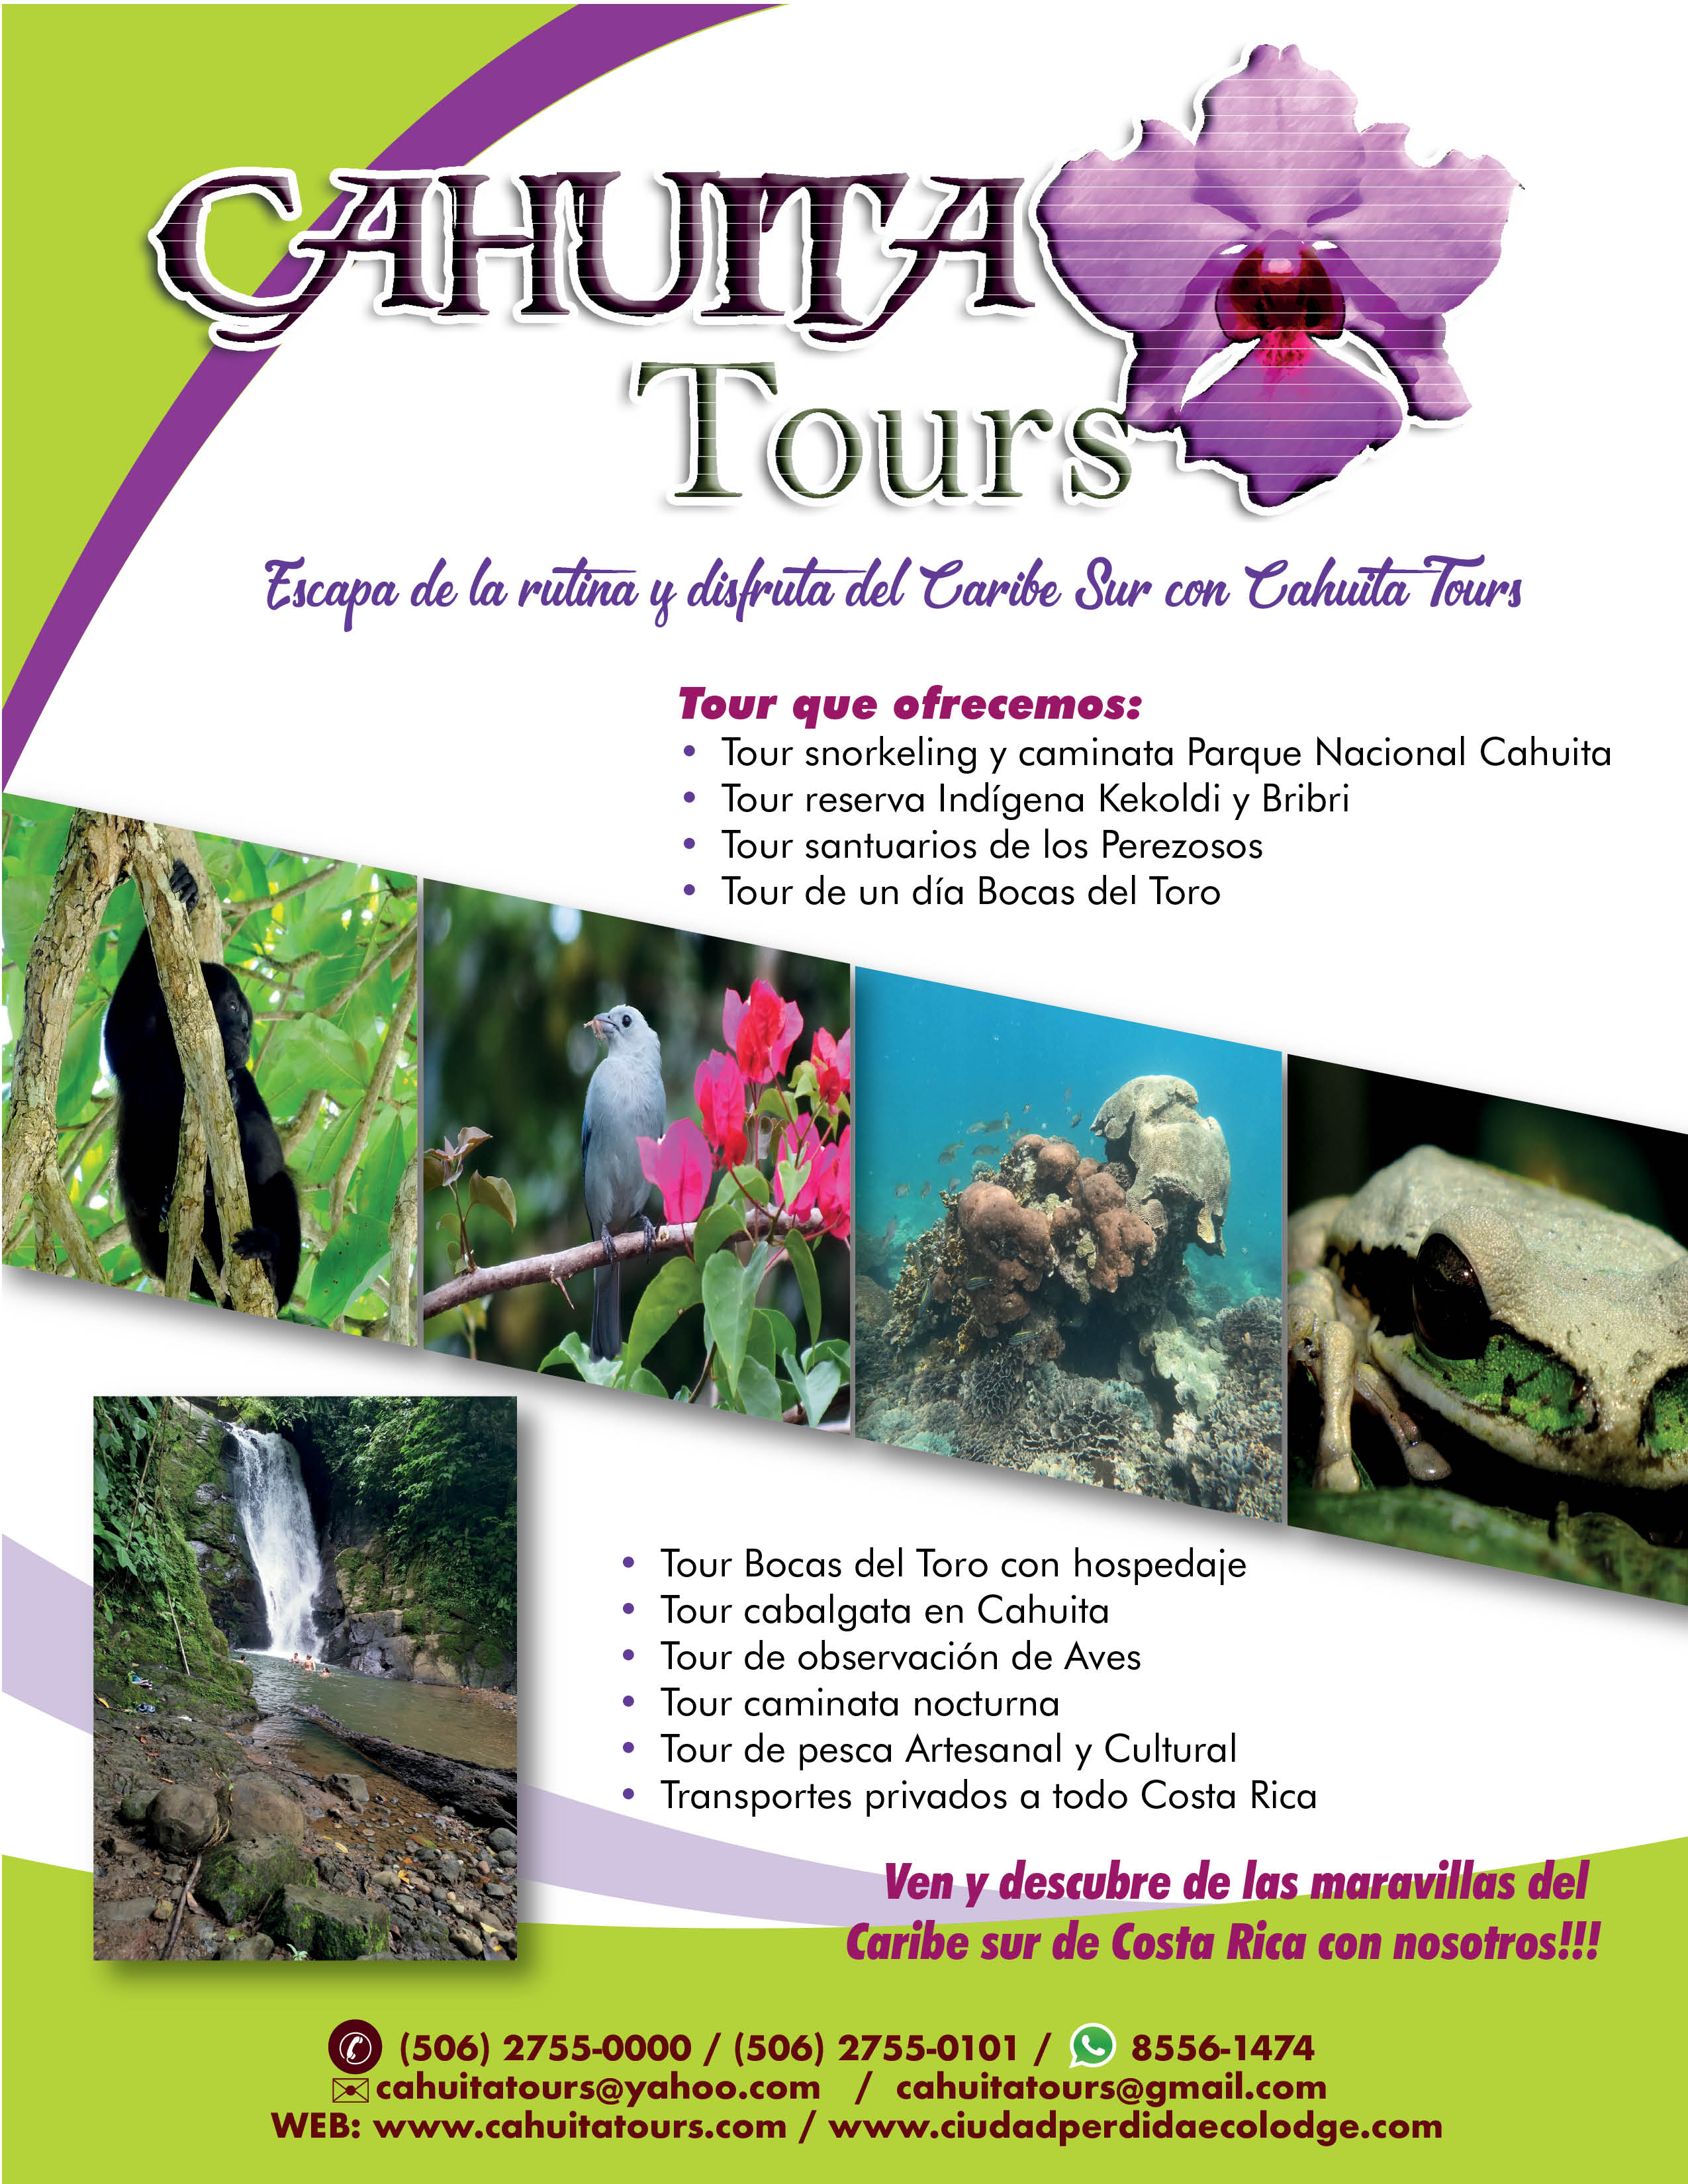 CAHUITA
Tours
Escapa de la rutina y disfruta del Caribe Sur con Cahuita Tours
Tour que ofrecemos:
• Tour snorkeling y caminata Parque Nacional Cahuita
• Tour reserva Indígena Kekoldi y Bribri
• Tour santuarios de los Perezosos
• Tour de un día Bocas del Toro
• Tour Bocas del Toro con hospedaje
• Tour cabalgata en Cahuita
• Tour de observación de Aves
• Tour caminata nocturna
• Tour de pesca Artesanal y Cultural
• Transportes privados a todo Costa Rica
Ven y descubre de las maravillas del
Caribe sur de Costa Rica con nosotros!!!
(506) 2755-0000 / (506) 2755-0101 / 8556-1474
cahuitatours@yahoo.com / cahuitatours@gmail.com
WEB: www.cahuitatours.com / www.ciudadperdidaecolodge.com